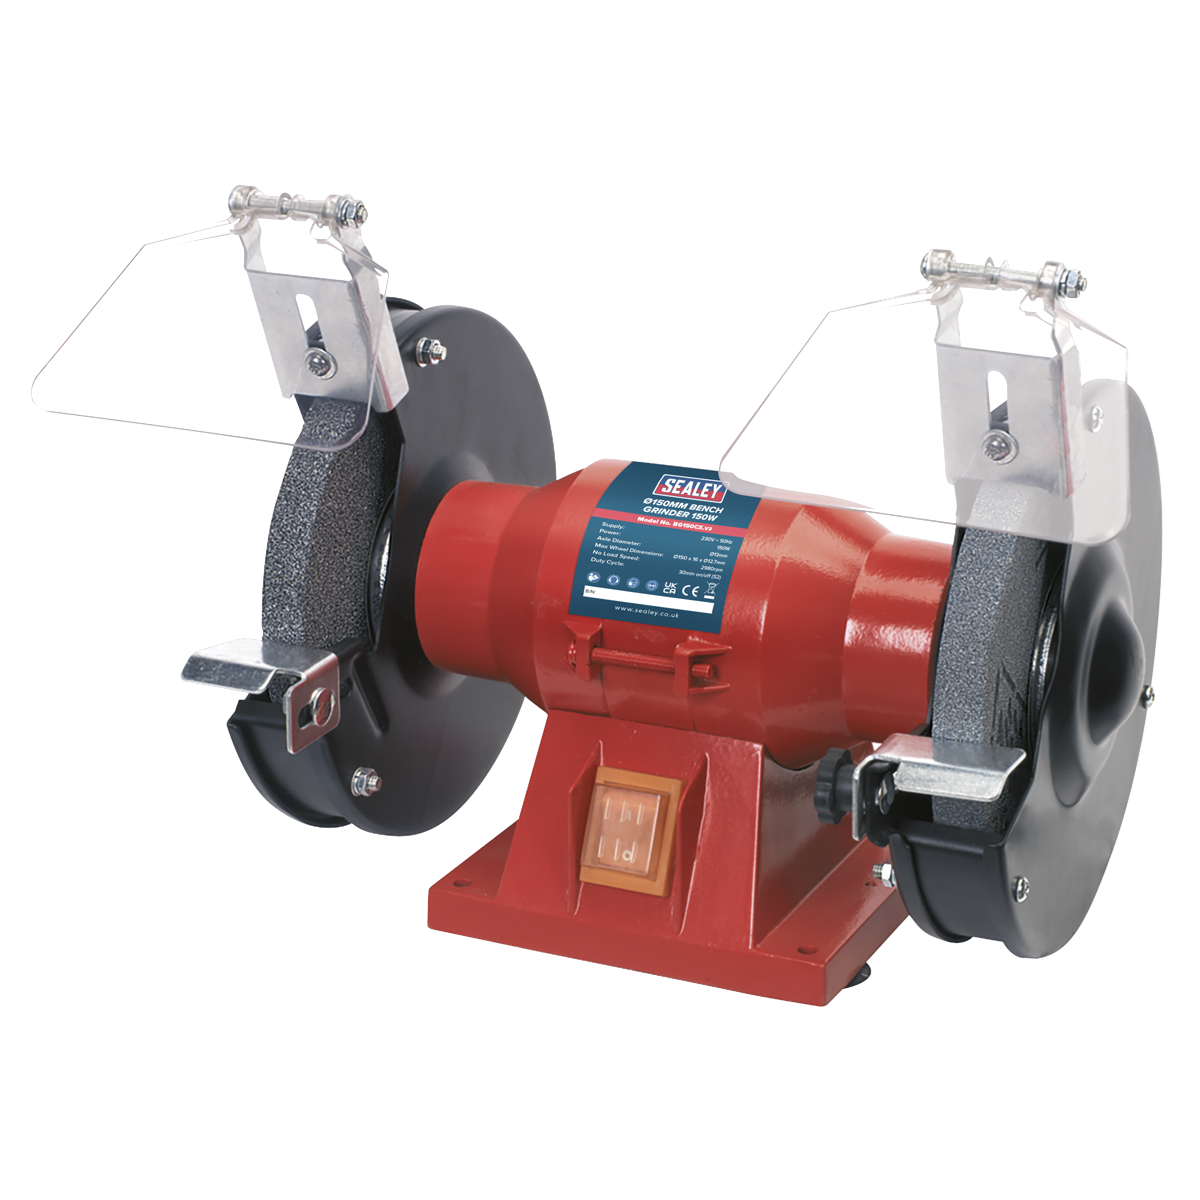 SEALEY
Ø150MM BENCH
GRINDER 150W
Model No. BG150CX.V3
Supply: 230V ~ 50Hz
Power: 150W
Axle Diameter: Ø13mm
Max Wheel Dimensions: Ø150 x 16 x Ø12.7mm
No Load Speed: 2980rpm
Duty Cycle: 30min on/off (S2)
UK
CA CE
S/N:
www.sealey.co.uk